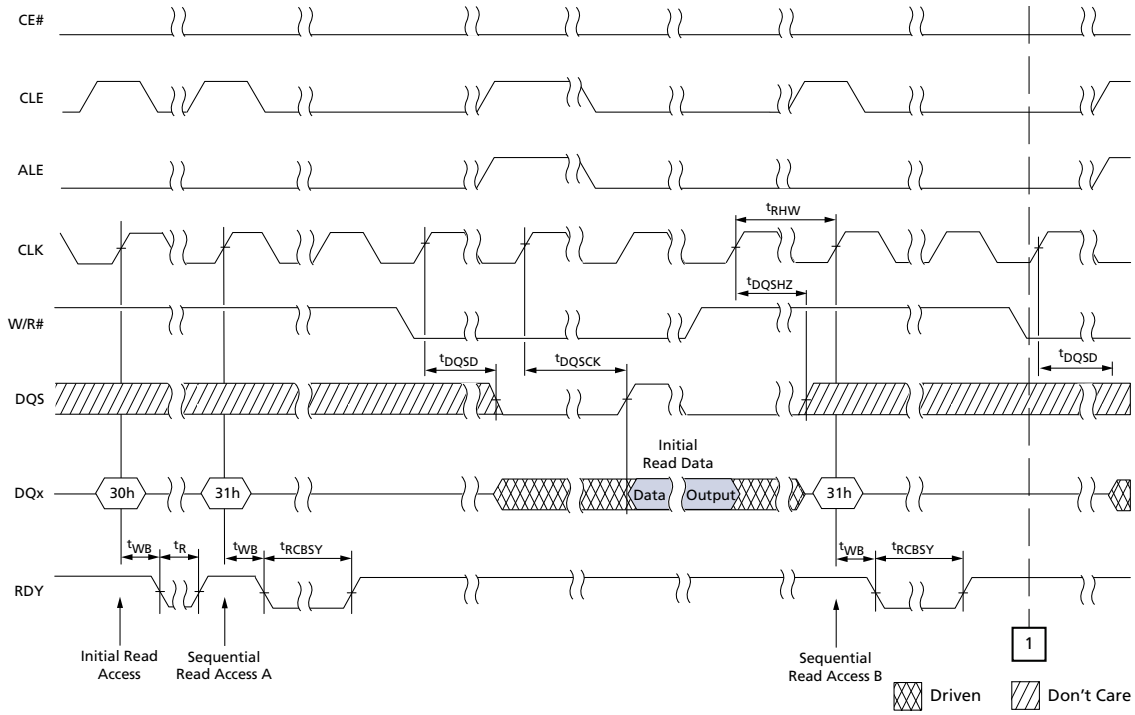 CE#
CLE
ALE
CLK
tRHW
tDQSHZ
W/R#
tDQSD
tDQSCK
tDQSD
DQS
Initial
Read Data
DQx
30h
31h
Data
Output
31h
tWB
tR
tWB
tRCBSY
tWB
tRCBSY
RDY
Initial Read
Access
Sequential
Read Access A
Sequential
Read Access B
1
Driven
Don't Care